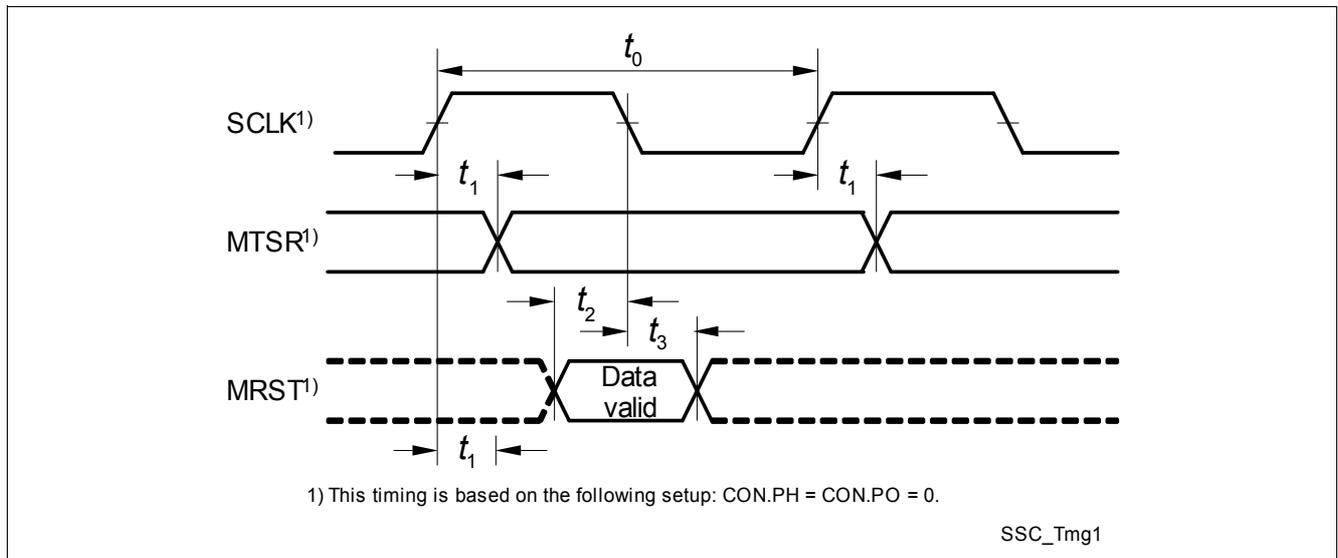 t₀
SCLK¹⁾
t₁ t₁
MTSR¹⁾
t₂
t₃
MRST¹⁾ Data
valid
t₁
1) This timing is based on the following setup: CON.PH = CON.PO = 0.
SSC_Tmg1